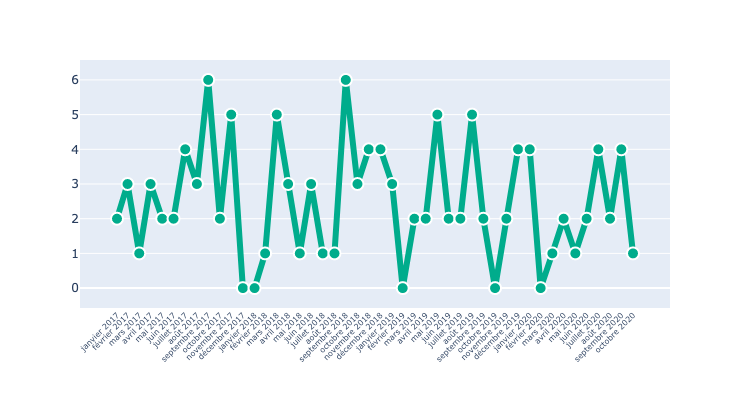 6
5
4
3
2
1
0
janvier 2017
février 2017
mars 2017
avril 2017
mai 2017
juin 2017
juillet 2017
août 2017
septembre 2017
octobre 2017
novembre 2017
décembre 2017
janvier 2018
février 2018
mars 2018
avril 2018
mai 2018
juin 2018
juillet 2018
août 2018
septembre 2018
octobre 2018
novembre 2018
décembre 2018
janvier 2019
février 2019
mars 2019
avril 2019
mai 2019
juin 2019
juillet 2019
août 2019
septembre 2019
octobre 2019
novembre 2019
décembre 2019
janvier 2020
février 2020
mars 2020
avril 2020
mai 2020
juin 2020
juillet 2020
août 2020
septembre 2020
octobre 2020